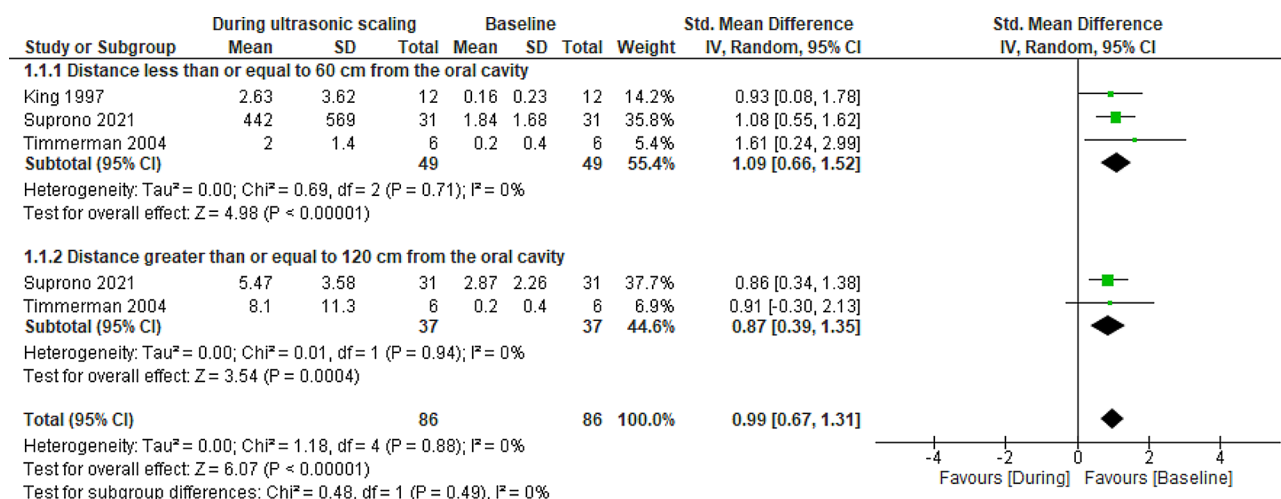 During ultrasonic scaling Baseline Std. Mean Difference Std. Mean Difference
Study or Subgroup Mean SD Total Mean SD Total Weight IV, Random, 95% CI IV, Random, 95% CI
1.1.1 Distance less than or equal to 60 cm from the oral cavity
King 1997 2.63 3.62 12 0.16 0.23 12 14.2% 0.93 [0.08, 1.78]
Suprono 2021 442 569 31 1.84 1.68 31 35.8% 1.08 [0.55, 1.62]
Timmerman 2004 2 1.4 6 0.2 0.4 6 5.4% 1.61 [0.24, 2.99]
Subtotal (95% CI) 49 49 55.4% 1.09 [0.66, 1.52]
Heterogeneity: Tau² = 0.00; Chi² = 0.69, df = 2 (P = 0.71); I² = 0%
Test for overall effect: Z = 4.98 (P < 0.00001)
1.1.2 Distance greater than or equal to 120 cm from the oral cavity
Suprono 2021 5.47 3.58 31 2.87 2.26 31 37.7% 0.86 [0.34, 1.38]
Timmerman 2004 8.1 11.3 6 0.2 0.4 6 6.9% 0.91 [-0.30, 2.13]
Subtotal (95% CI) 37 37 44.6% 0.87 [0.39, 1.35]
Heterogeneity: Tau² = 0.00; Chi² = 0.01, df = 1 (P = 0.94); I² = 0%
Test for overall effect: Z = 3.54 (P = 0.0004)
Total (95% CI) 86 86 100.0% 0.99 [0.67, 1.31]
Heterogeneity: Tau² = 0.00; Chi² = 1.18, df = 4 (P = 0.88); I² = 0%
Test for overall effect: Z = 6.07 (P < 0.00001)
Test for subgroup differences: Chi² = 0.48, df = 1 (P = 0.49), I² = 0%
-4 -2 0 2 4
Favours [During] Favours [Baseline]